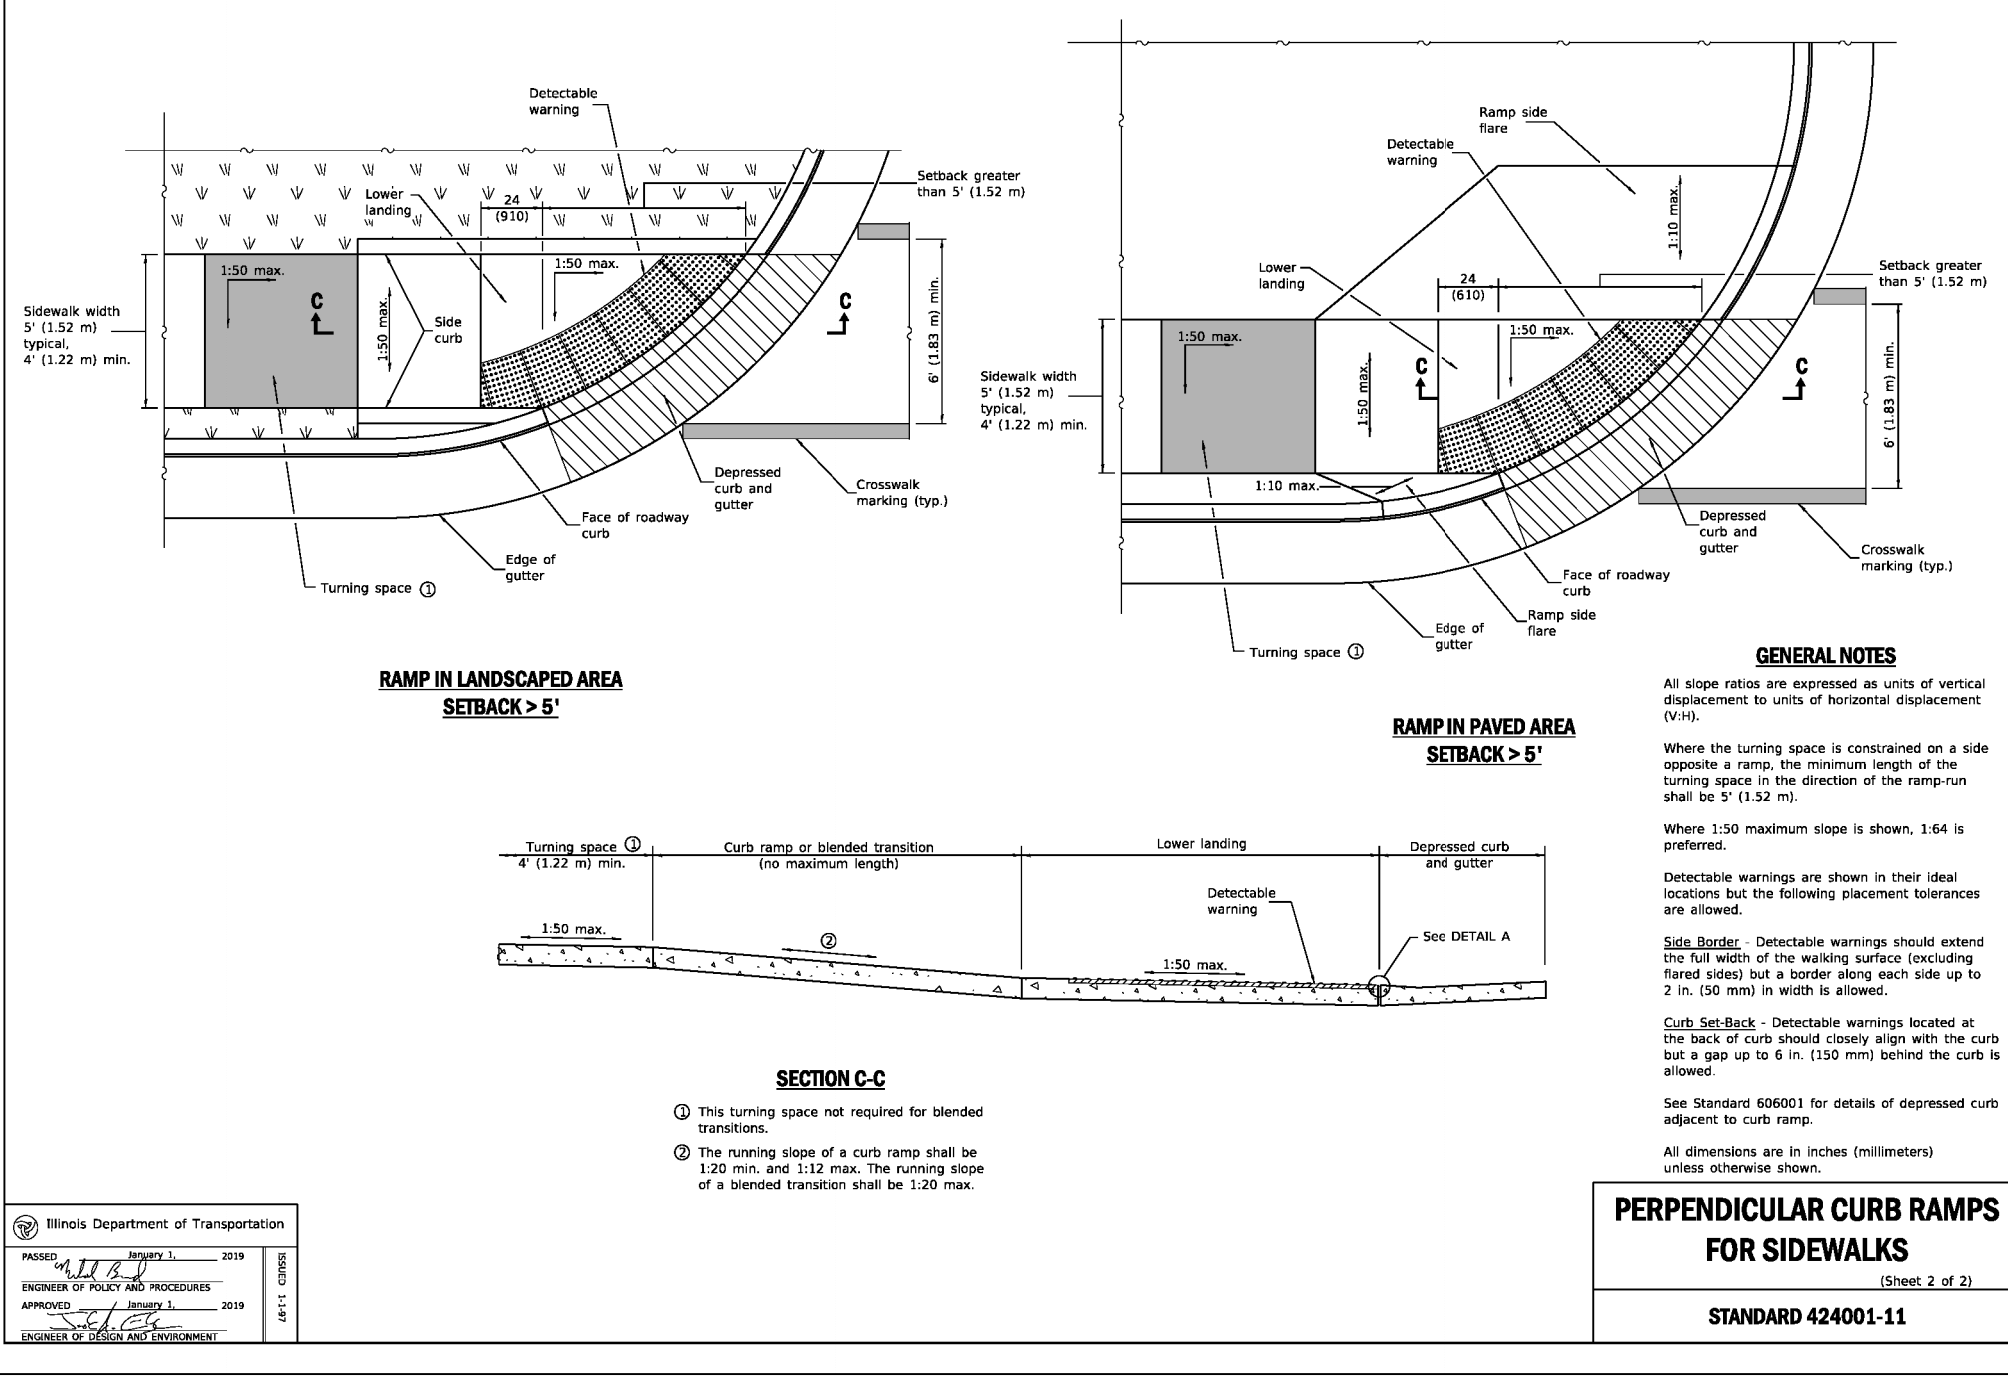 Detectable
warning
Lower
landing
24
(910)
Setback greater
than 5' (1.52 m)
1:50 max.
1:50 max.
C
C
Sidewalk width
5' (1.52 m)
typical,
4' (1.22 m) min.
1:50 max.
Side
curb
6' (1.83 m) min.
Depressed
curb and
gutter
Crosswalk
marking (typ.)
Face of roadway
curb
Edge of
gutter
Turning space ①
RAMP IN LANDSCAPED AREA
SETBACK > 5'
Ramp side
flare
Detectable
warning
1:10 max.
Lower
landing
24
(610)
Setback greater
than 5' (1.52 m)
1:50 max.
1:50 max.
C
C
Sidewalk width
5' (1.52 m)
typical,
4' (1.22 m) min.
1:50 max.
6' (1.83 m) min.
1:10 max.
Depressed
curb and
gutter
Crosswalk
marking (typ.)
Face of roadway
curb
Ramp side
flare
Edge of
gutter
Turning space ①
RAMP IN PAVED AREA
SETBACK > 5'
Turning space ①
4' (1.22 m) min.
Curb ramp or blended transition
(no maximum length)
Lower landing
Depressed curb
and gutter
Detectable
warning
1:50 max.
②
See DETAIL A
1:50 max.
SECTION C-C
① This turning space not required for blended
transitions.
② The running slope of a curb ramp shall be
1:20 min. and 1:12 max. The running slope
of a blended transition shall be 1:20 max.
GENERAL NOTES
All slope ratios are expressed as units of vertical
displacement to units of horizontal displacement
(V:H).
Where the turning space is constrained on a side
opposite a ramp, the minimum length of the
turning space in the direction of the ramp-run
shall be 5' (1.52 m).
Where 1:50 maximum slope is shown, 1:64 is
preferred.
Detectable warnings are shown in their ideal
locations but the following placement tolerances
are allowed.
Side Border - Detectable warnings should extend
the full width of the walking surface (excluding
flared sides) but a border along each side up to
2 in. (50 mm) in width is allowed.
Curb Set-Back - Detectable warnings located at
the back of curb should closely align with the curb
but a gap up to 6 in. (150 mm) behind the curb is
allowed.
See Standard 606001 for details of depressed curb
adjacent to curb ramp.
All dimensions are in inches (millimeters)
unless otherwise shown.
Illinois Department of Transportation
PASSED January 1, 2019
ENGINEER OF POLICY AND PROCEDURES
APPROVED January 1, 2019
ENGINEER OF DESIGN AND ENVIRONMENT
ISSUED 1-1-97
PERPENDICULAR CURB RAMPS
FOR SIDEWALKS
(Sheet 2 of 2)
STANDARD 424001-11